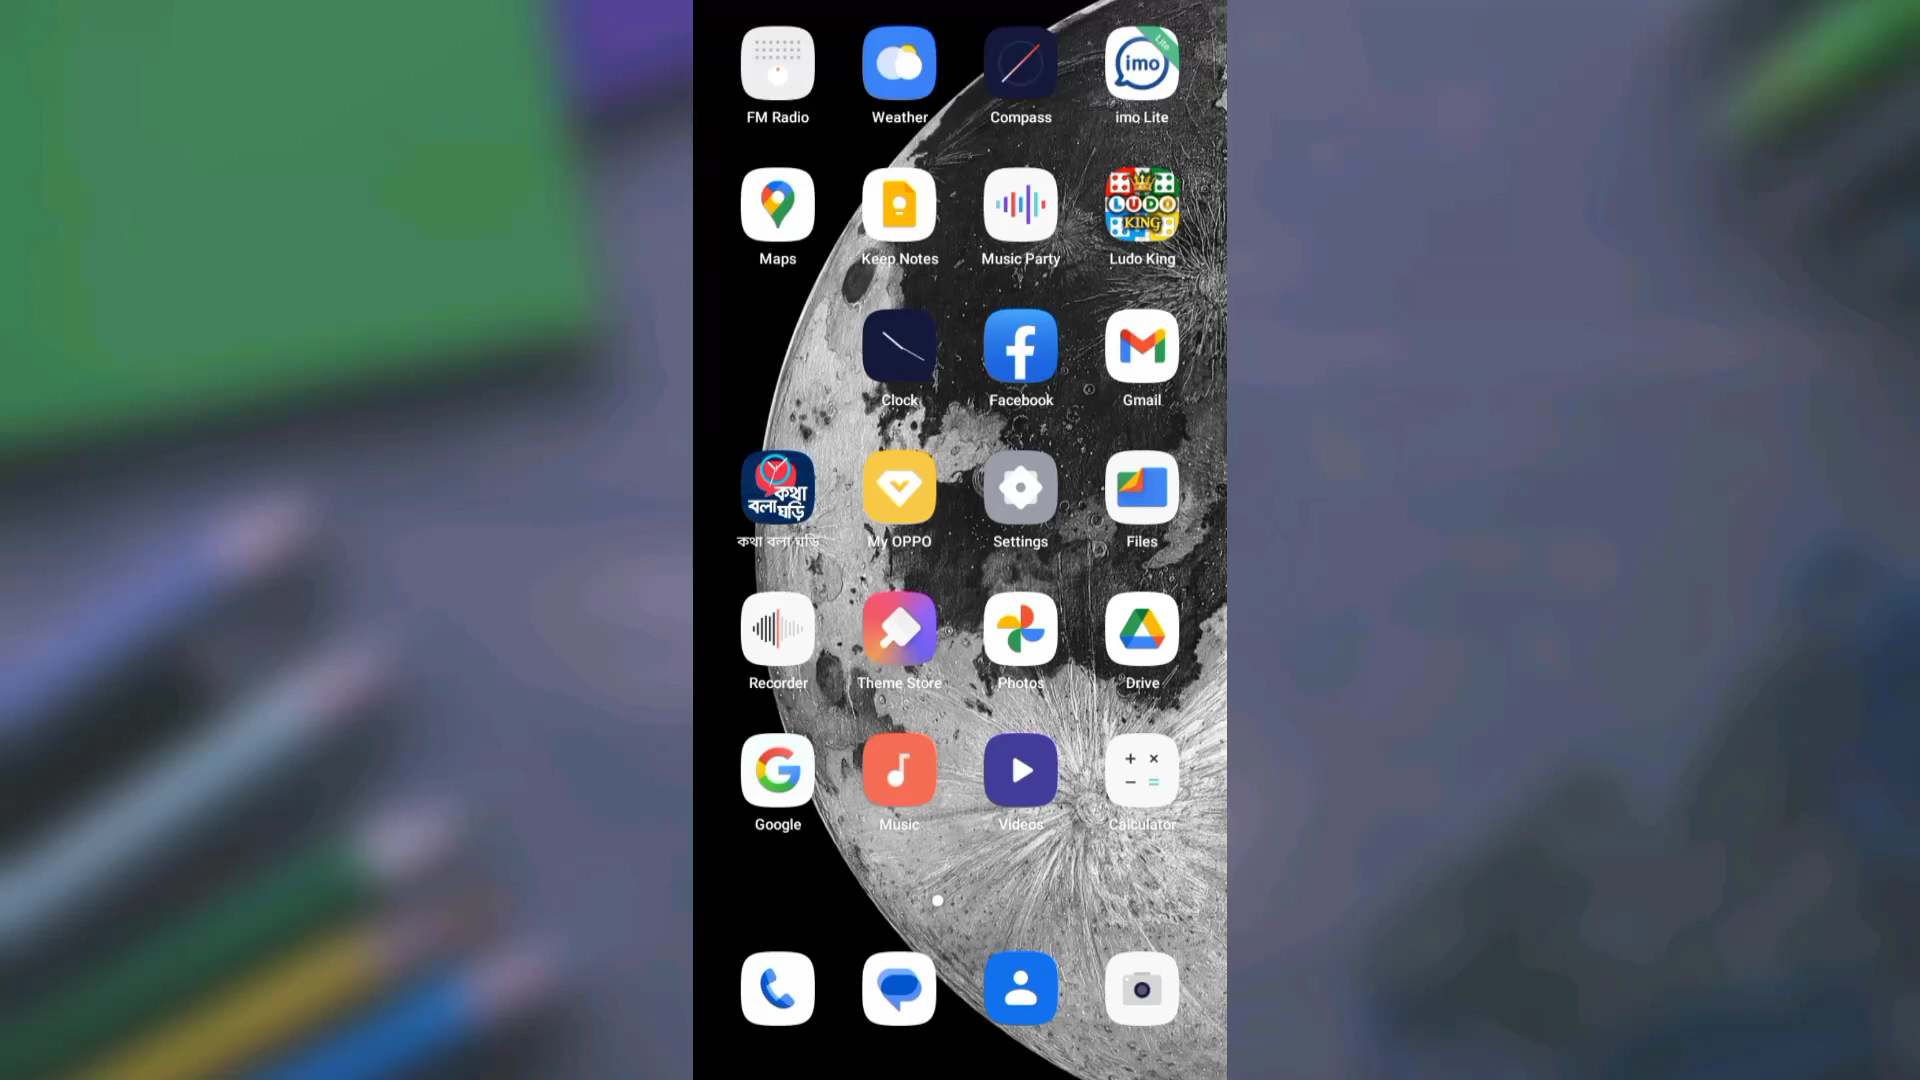 FM Radio Weather Compass imo Lite
imo Lite
Maps Keep Notes Music Party Ludo King
LUDO
KING
Clock Facebook Gmail
কথা
বলা ঘড়ি
কথা বলা ঘড়ি My OPPO Settings Files
Recorder Theme Store Photos Drive
Google Music Videos Calculator